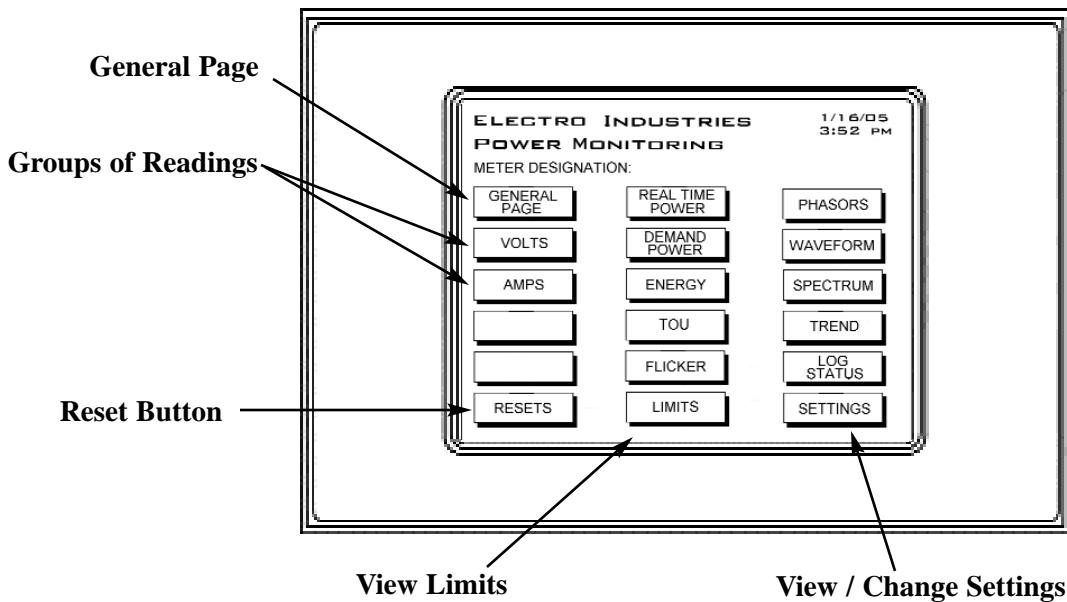 General Page
Groups of Readings
Reset Button
ELECTRO INDUSTRIES
POWER MONITORING
1/16/05
3:52 PM
METER DESIGNATION:
GENERAL
PAGE
REAL TIME
POWER
PHASORS
VOLTS
DEMAND
POWER
WAVEFORM
AMPS
ENERGY
SPECTRUM
TOU
TREND
FLICKER
LOG
STATUS
RESETS
LIMITS
SETTINGS
View Limits
View / Change Settings